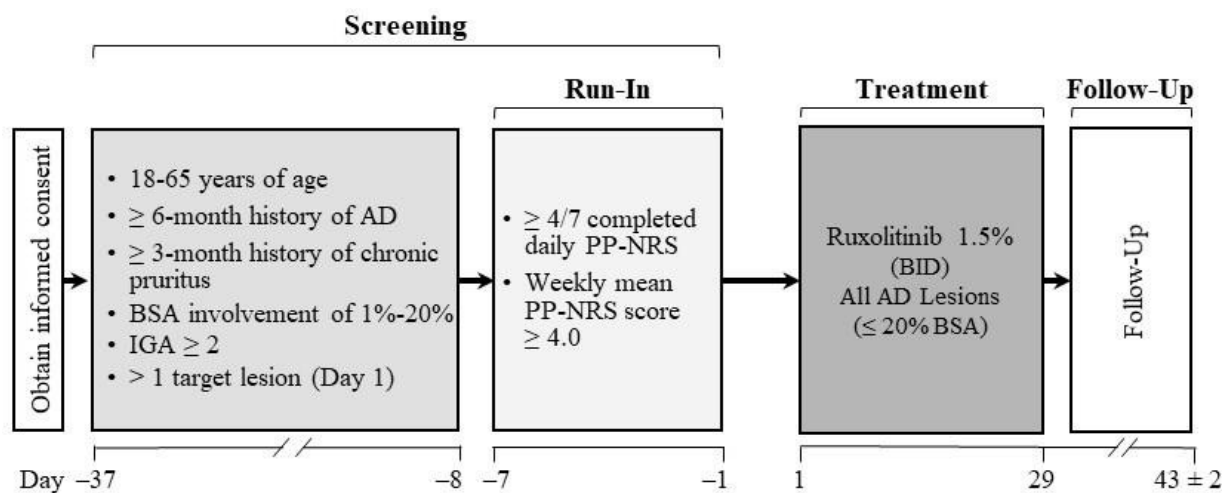 Screening
Run-In
Treatment
Follow-Up
Obtain informed consent
• 18-65 years of age
• ≥ 6-month history of AD
• ≥ 3-month history of chronic
pruritus
• BSA involvement of 1%-20%
• IGA ≥ 2
• > 1 target lesion (Day 1)
• ≥ 4/7 completed
daily PP-NRS
• Weekly mean
PP-NRS score
≥ 4.0
Ruxolitinib 1.5%
(BID)
All AD Lesions
(≤ 20% BSA)
Follow-Up
Day –37 –8 –7 –1 1 29 43 ± 2